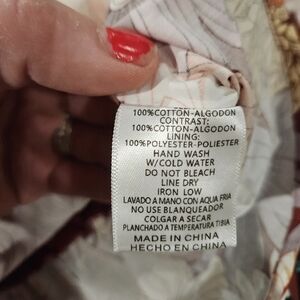 100%COTTON-ALGODON
CONTRAST:
100%COTTON-ALGODON
LINING:
100%POLYESTER-POLIESTER
HAND WASH
W/COLD WATER
DO NOT BLEACH
LINE DRY
IRON LOW
LAVADO A MANO CON AQUA FRIA
NO USE BLANQUEADOR
COLGAR A SECAR
PLANCHADO A TEMPERATURA TIBIA
MADE IN CHINA
HECHO EN CHINA